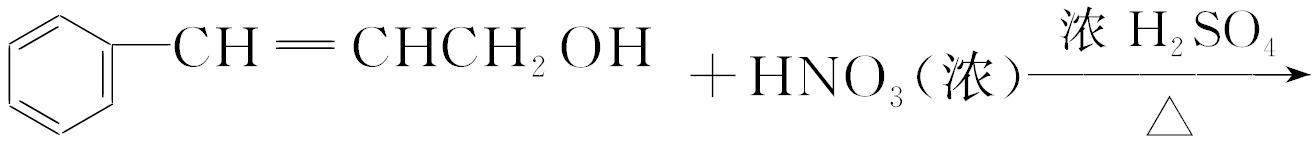 —CH═CHCH₂OH +HNO₃(浓) 浓 H₂SO₄ △